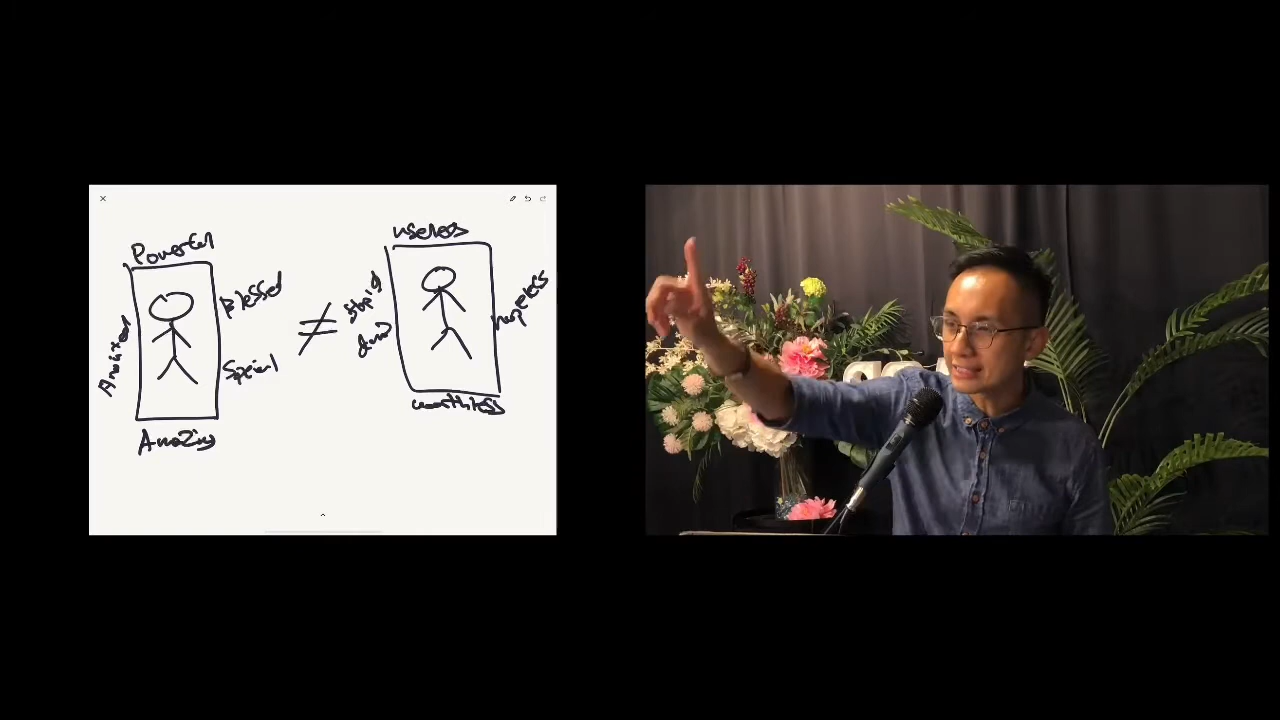 Powerful
Anointed
Blessed
Special
Amazing
≠
useless
stupid
dumb
hopeless
worthless